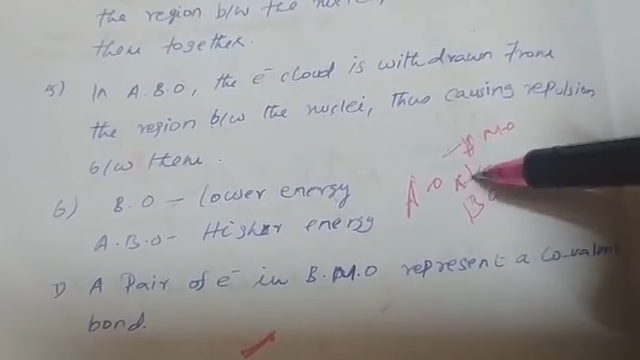 the region b/w the nuclei,
them together.
5) In A.B.O, the e⁻ cloud is withdrawn from
the region b/w the nuclei, Thus causing repulsion
b/w them.
6) B.O - lower energy
A.B.O - Higher energy
7) A Pair of e⁻ in B.M.O represent a covalent
bond.
M.O
A O
B